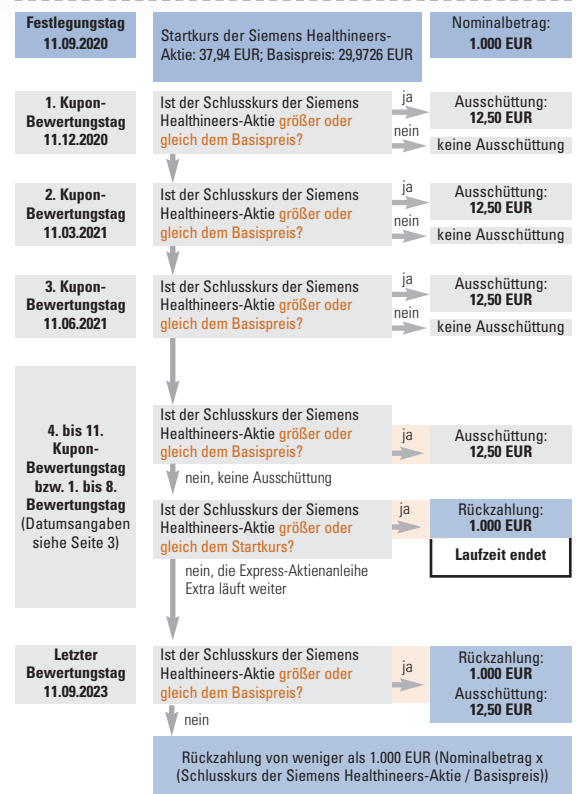 Festlegungstag
11.09.2020
Startkurs der Siemens Healthineers-
Aktie: 37,94 EUR; Basispreis: 29,9726 EUR
Nominalbetrag:
1.000 EUR
1. Kupon-
Bewertungstag
11.12.2020
Ist der Schlusskurs der Siemens
Healthineers-Aktie größer oder
gleich dem Basispreis?
ja
Ausschüttung:
12,50 EUR
nein
keine Ausschüttung
2. Kupon-
Bewertungstag
11.03.2021
Ist der Schlusskurs der Siemens
Healthineers-Aktie größer oder
gleich dem Basispreis?
ja
Ausschüttung:
12,50 EUR
nein
keine Ausschüttung
3. Kupon-
Bewertungstag
11.06.2021
Ist der Schlusskurs der Siemens
Healthineers-Aktie größer oder
gleich dem Basispreis?
ja
Ausschüttung:
12,50 EUR
nein
keine Ausschüttung
4. bis 11.
Kupon-
Bewertungstag
bzw. 1. bis 8.
Bewertungstag
(Datumsangaben
siehe Seite 3)
Ist der Schlusskurs der Siemens
Healthineers-Aktie größer oder
gleich dem Basispreis?
ja
Ausschüttung:
12,50 EUR
nein, keine Ausschüttung
Ist der Schlusskurs der Siemens
Healthineers-Aktie größer oder
gleich dem Startkurs?
ja
Rückzahlung:
1.000 EUR
Laufzeit endet
nein, die Express-Aktienanleihe
Extra läuft weiter
Letzter
Bewertungstag
11.09.2023
Ist der Schlusskurs der Siemens
Healthineers-Aktie größer oder
gleich dem Basispreis?
ja
Rückzahlung:
1.000 EUR
Ausschüttung:
12,50 EUR
nein
Rückzahlung von weniger als 1.000 EUR (Nominalbetrag x
(Schlusskurs der Siemens Healthineers-Aktie / Basispreis))